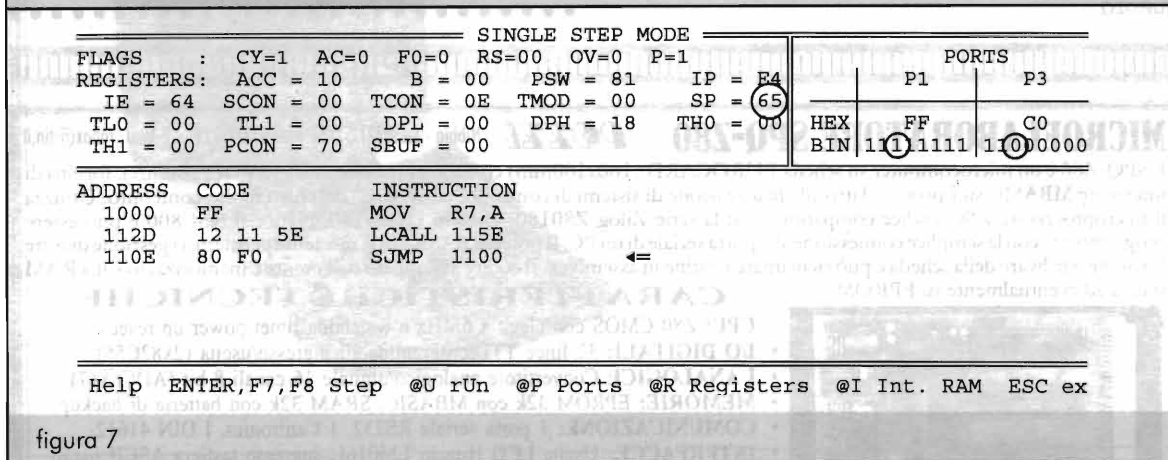 SINGLE STEP MODE
FLAGS : CY=1 AC=0 F0=0 RS=00 OV=0 P=1
REGISTERS: ACC = 10 B = 00 PSW = 81 IP = E4
IE = 64 SCON = 00 TCON = 0E TMOD = 00 SP = 65
TL0 = 00 TL1 = 00 DPL = 00 DPH = 18 TH0 = 00
TH1 = 00 PCON = 70 SBUF = 00
PORTS
P1 P3
HEX FF C0
BIN 11111111 11000000
ADDRESS CODE INSTRUCTION
1000 FF MOV R7,A
112D 12 11 5E LCALL 115E
110E 80 F0 SJMP 1100 ◄=
Help ENTER,F7,F8 Step @U rUn @P Ports @R Registers @I Int. RAM ESC ex
figura 7